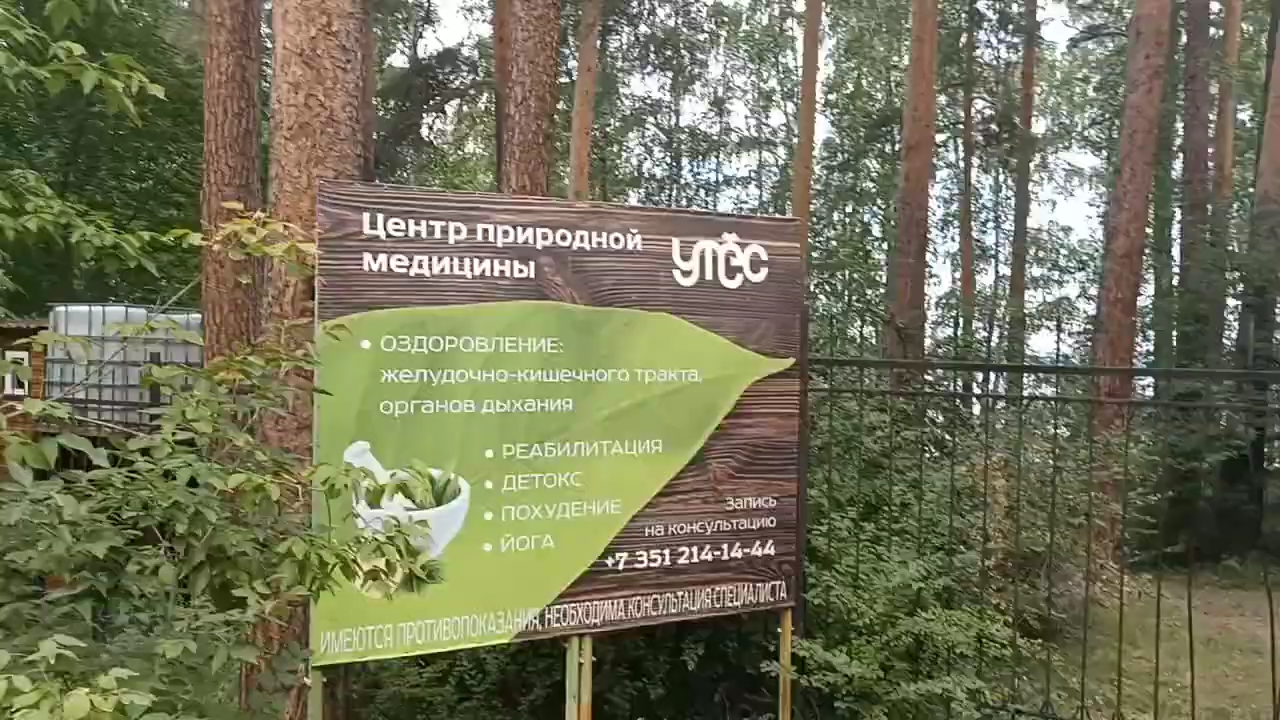 Центр природной
медицины
УТЁС
• ОЗДОРОВЛЕНИЕ:
желудочно-кишечного тракта,
органов дыхания
• РЕАБИЛИТАЦИЯ
• ДЕТОКС
• ПОХУДЕНИЕ
• ЙОГА
Запись
на консультацию
+7 351 214-14-44
ИМЕЮТСЯ ПРОТИВОПОКАЗАНИЯ, НЕОБХОДИМА КОНСУЛЬТАЦИЯ СПЕЦИАЛИСТА